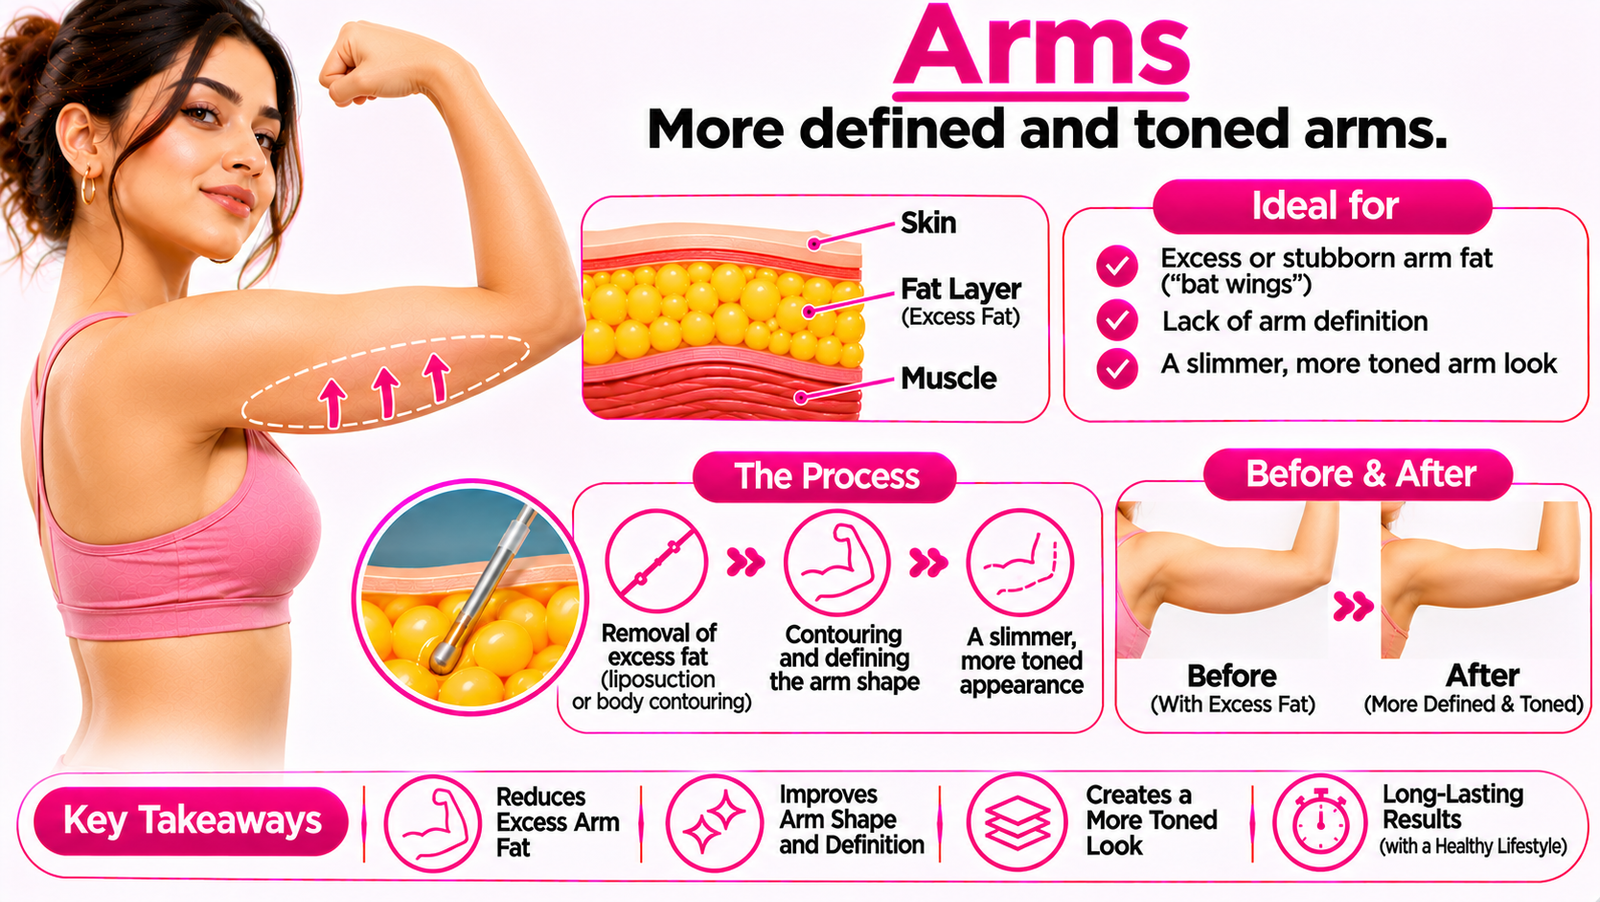 Arms
More defined and toned arms.
Skin
Fat Layer
(Excess Fat)
Muscle
Ideal for
Excess or stubborn arm fat
("bat wings")
Lack of arm definition
A slimmer, more toned arm look
The Process
Removal of
excess fat
(liposuction
or body contouring)
Contouring
and defining
the arm shape
A slimmer,
more toned
appearance
Before & After
Before
(With Excess Fat)
After
(More Defined & Toned)
Key Takeaways
Reduces
Excess Arm
Fat
Improves
Arm Shape
and Definition
Creates a
More Toned
Look
Long-Lasting
Results
(with a Healthy Lifestyle)